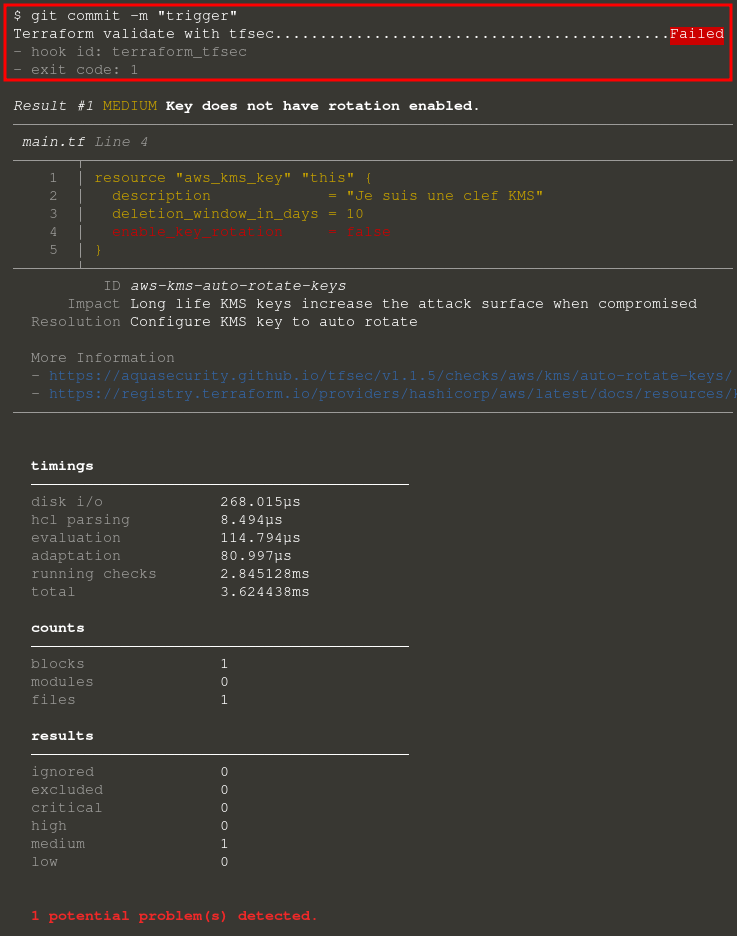 $ git commit -m "trigger"
Terraform validate with tfsec............................................Failed
- hook id: terraform_tfsec
- exit code: 1
Result #1 MEDIUM Key does not have rotation enabled.
main.tf Line 4
1 resource "aws_kms_key" "this" {
2 description = "Je suis une clef KMS"
3 deletion_window_in_days = 10
4 enable_key_rotation = false
5 }
ID aws-kms-auto-rotate-keys
Impact Long life KMS keys increase the attack surface when compromised
Resolution Configure KMS key to auto rotate
More Information
- https://aquasecurity.github.io/tfsec/v1.1.5/checks/aws/kms/auto-rotate-keys/
- https://registry.terraform.io/providers/hashicorp/aws/latest/docs/resources/
timings
disk i/o 268.015µs
hcl parsing 8.494µs
evaluation 114.794µs
adaptation 80.997µs
running checks 2.845128ms
total 3.624438ms
counts
blocks 1
modules 0
files 1
results
ignored 0
excluded 0
critical 0
high 0
medium 1
low 0
1 potential problem(s) detected.